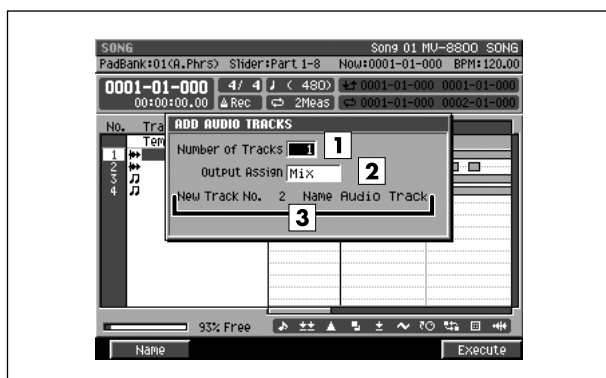 SONG Song 01 MV-8800 SONG
PadBank:01(A.Phrs) Slider:Part 1-8 Now:0001-01-000 BPM:120.00
0001-01-000 4/ 4 ♩ ( 480) 0001-01-000 0001-01-000
00:00:00.00 Rec 2Meas 0001-01-000 0002-01-000
No. Tra
ADD AUDIO TRACKS
Tem
1
2
3
4
Number of Tracks 1 1
Output Assign Mix 2
New Track No. 2 Name Audio Track
3
93% Free
Name Execute